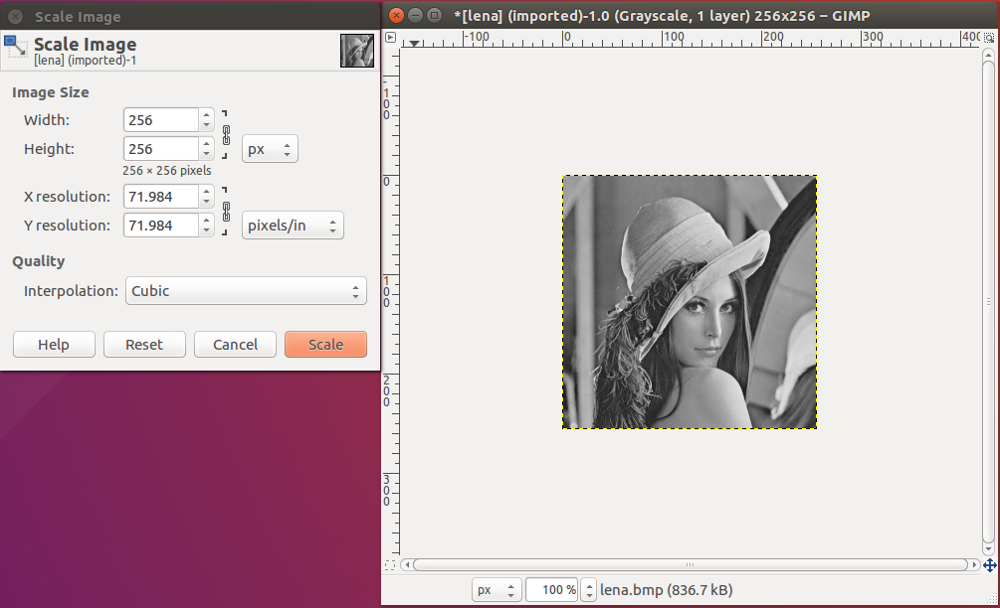 Scale Image
Scale Image
[lena] (imported)-1
Image Size
Width: 256
Height: 256 px
256 × 256 pixels
X resolution: 71.984
Y resolution: 71.984 pixels/in
Quality
Interpolation: Cubic
Help Reset Cancel Scale
*[lena] (imported)-1.0 (Grayscale, 1 layer) 256x256 – GIMP
-100 0 100 200 300 400
-100
0
100
200
300
px 100 % lena.bmp (836.7 kB)